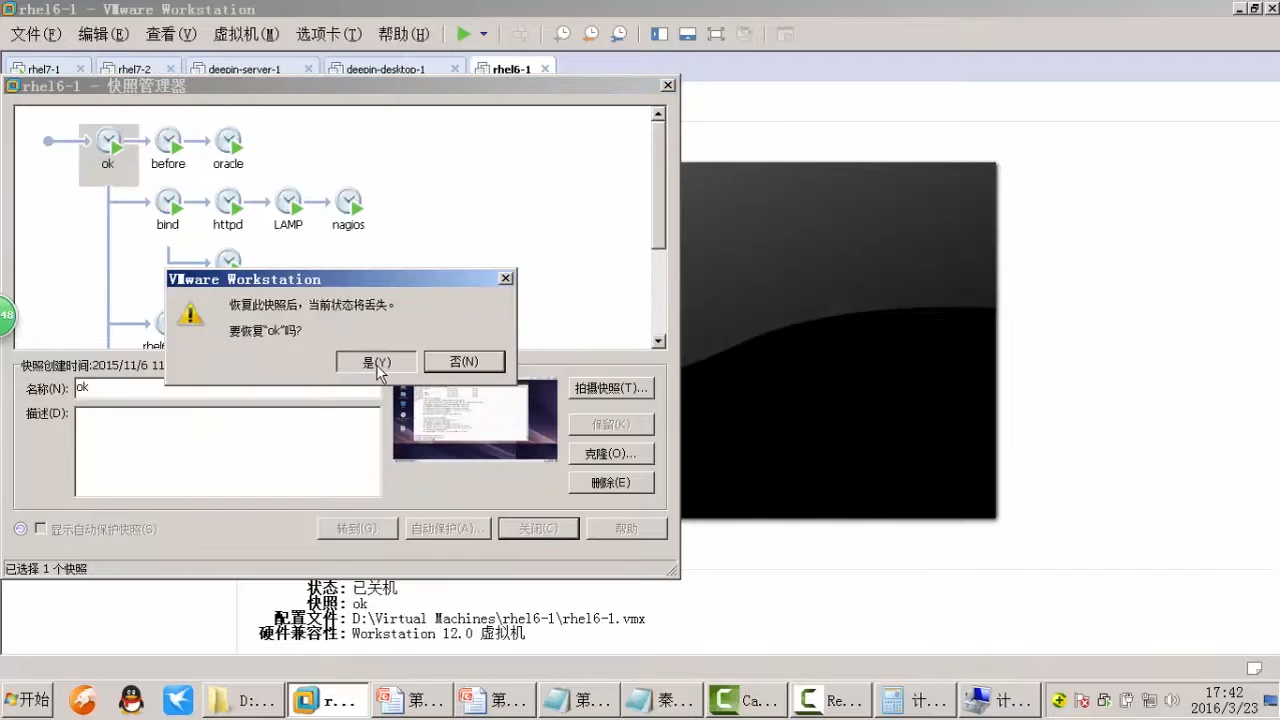 rhel6-1 - VMware Workstation
文件(F) 编辑(E) 查看(V) 虚拟机(M) 选项卡(T) 帮助(H)
rhel7-1 rhel7-2 deepin-server-1 deepin-desktop-1 rhel6-1
rhel6-1 - 快照管理器
ok before oracle
bind httpd LAMP nagios
VMware Workstation
恢复此快照后，当前状态将丢失。
要恢复“ok”吗?
是(Y) 否(N)
48
快照创建时间:2015/11/6 11
名称(N): ok
描述(D):
拍摄快照(T)...
保留(K)
克隆(O)...
删除(E)
显示自动保护快照(S) 转到(G) 自动保护(A)... 关闭(C) 帮助
已选择 1 个快照
状态: 已关机
快照: ok
配置文件: D:\Virtual Machines\rhel6-1\rhel6-1.vmx
硬件兼容性: Workstation 12.0 虚拟机
开始 D:... r... 第... 第... 第... 秦... Ca... Re... 计... 计... 17:42
2016/3/23